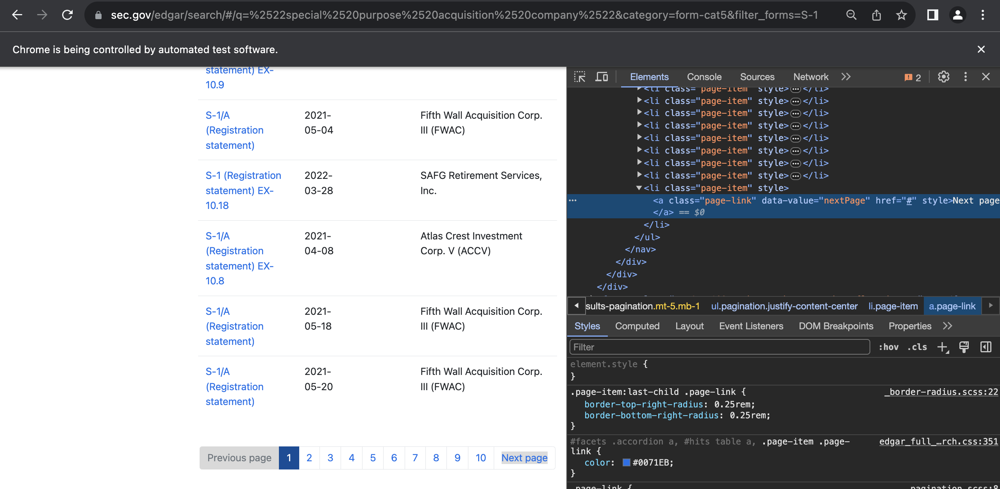 sec.gov/edgar/search/#/q=%2522special%2520purpose%2520acquisition%2520company%2522&category=form-cat5&filter_forms=S-1
Chrome is being controlled by automated test software.
statement) EX-
10.9
S-1/A
(Registration
statement)
2021-
05-04
Fifth Wall Acquisition Corp.
III (FWAC)
S-1 (Registration
statement) EX-
10.18
2022-
03-28
SAFG Retirement Services,
Inc.
S-1/A
(Registration
statement) EX-
10.8
2021-
04-08
Atlas Crest Investment
Corp. V (ACCV)
S-1/A
(Registration
statement)
2021-
05-18
Fifth Wall Acquisition Corp.
III (FWAC)
S-1/A
(Registration
statement)
2021-
05-20
Fifth Wall Acquisition Corp.
III (FWAC)
Previous page 1 2 3 4 5 6 7 8 9 10 Next page
Elements Console Sources Network 2
<li class="page-item" style>…</li>
<li class="page-item" style>…</li>
<li class="page-item" style>…</li>
<li class="page-item" style>…</li>
<li class="page-item" style>…</li>
<li class="page-item" style>…</li>
<li class="page-item" style>…</li>
<li class="page-item" style>…</li>
<li class="page-item" style>
<a class="page-link" data-value="nextPage" href="#" style>Next page
</a> == $0
</li>
</ul>
</nav>
</div>
</div>
</div>
sults-pagination.mt-5.mb-1 ul.pagination.justify-content-center li.page-item a.page-link
Styles Computed Layout Event Listeners DOM Breakpoints Properties
Filter :hov .cls
element.style {
}
.page-item:last-child .page-link { _border-radius.scss:22
border-top-right-radius: 0.25rem;
border-bottom-right-radius: 0.25rem;
}
#facets .accordion a, #hits table a, .page-item .page- edgar_full_…rch.css:351
link {
color: #0071EB;
}
.page-link { pagination.scss:8